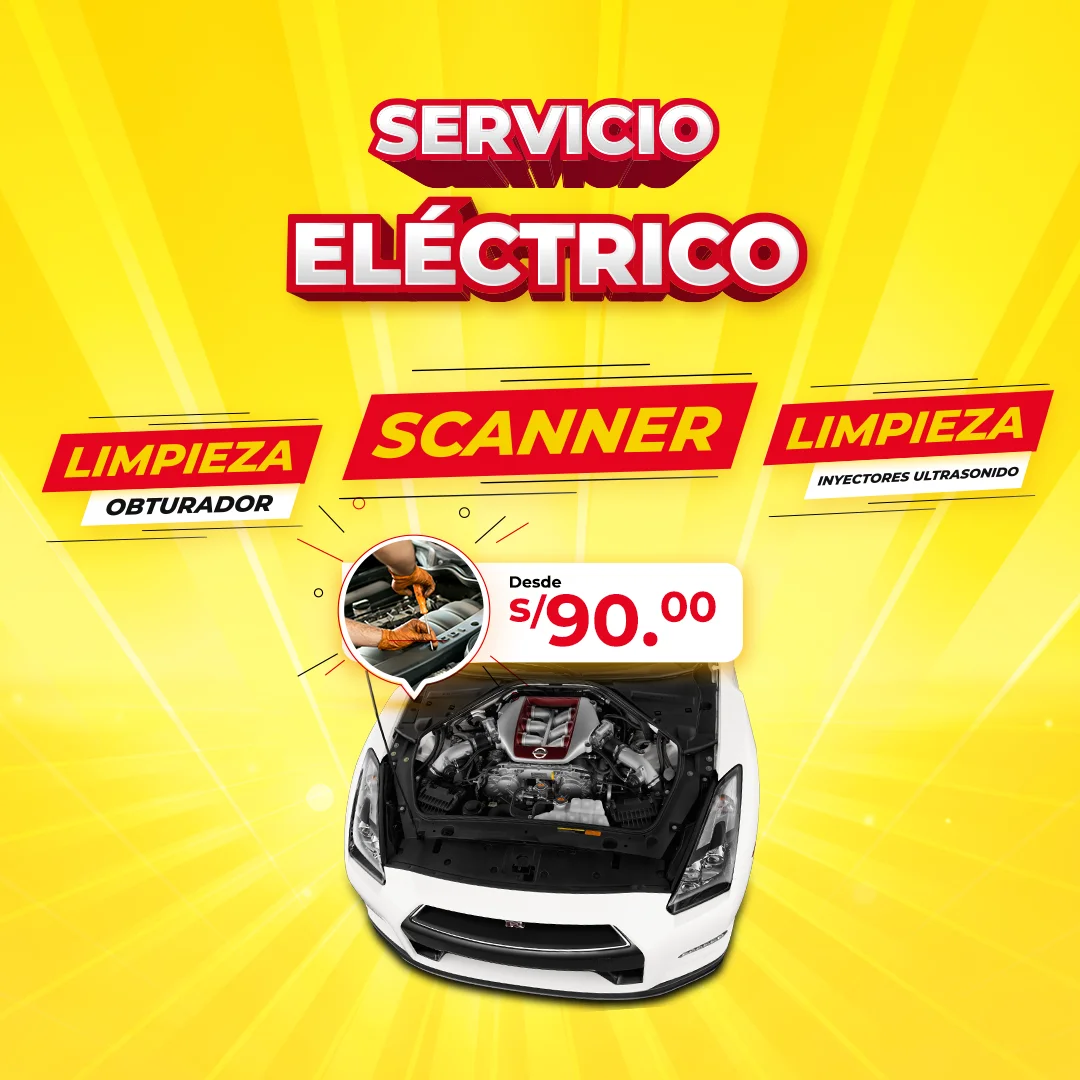 SERVICIO
ELÉCTRICO
SCANNER
LIMPIEZA
OBTURADOR
LIMPIEZA
INYECTORES ULTRASONIDO
Desde
S/90.00